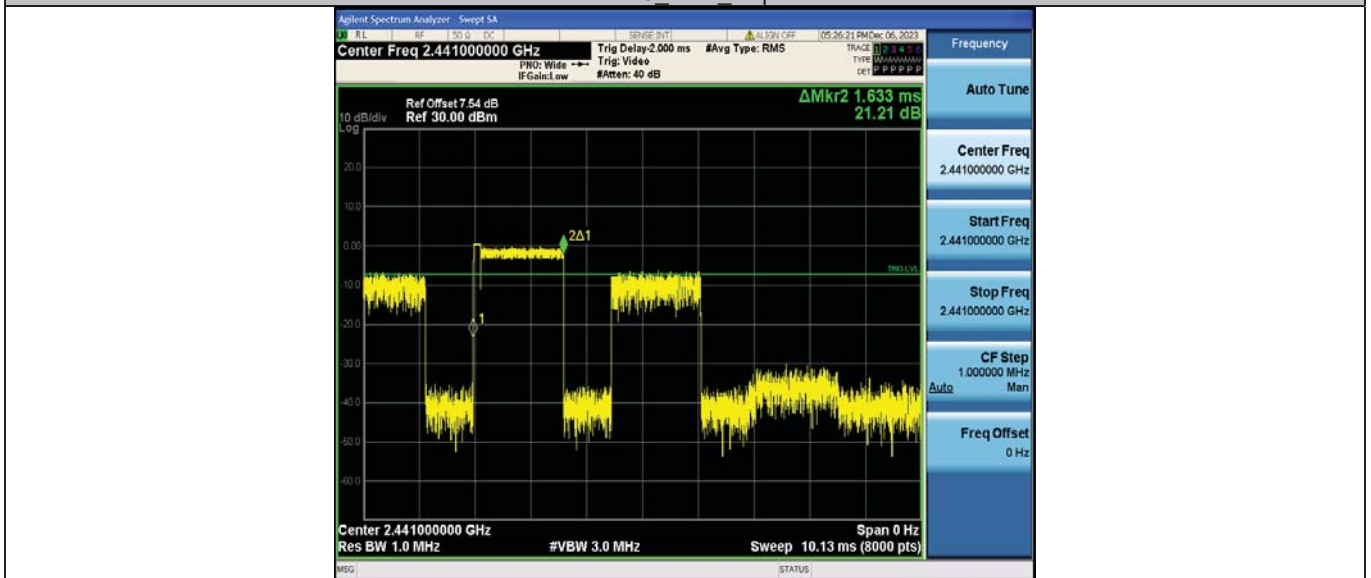 Agilent Spectrum Analyzer - Swept SA
RL RF 50 Ω DC SENSE:INT ALIGN OFF 05:26:21 PM Dec 06, 2023
Center Freq 2.441000000 GHz
PNO: Wide
IFGain:Low
Trig Delay-2.000 ms
Trig: Video
#Atten: 40 dB
#Avg Type: RMS
TRACE 1 2 3 4 5 6
TYPE
DET P P P P P P
Frequency
Ref Offset 7.54 dB
Ref 30.00 dBm
10 dB/div
Log
ΔMkr2 1.633 ms
21.21 dB
20.0
10.0
0.00
-10.0
-20.0
-30.0
-40.0
-50.0
-60.0
2Δ1
1
TRIG LVL
Center 2.441000000 GHz
Span 0 Hz
Res BW 1.0 MHz
#VBW 3.0 MHz
Sweep 10.13 ms (8000 pts)
MSG
STATUS
Auto Tune
Center Freq
2.441000000 GHz
Start Freq
2.441000000 GHz
Stop Freq
2.441000000 GHz
CF Step
1.000000 MHz
Auto Man
Freq Offset
0 Hz